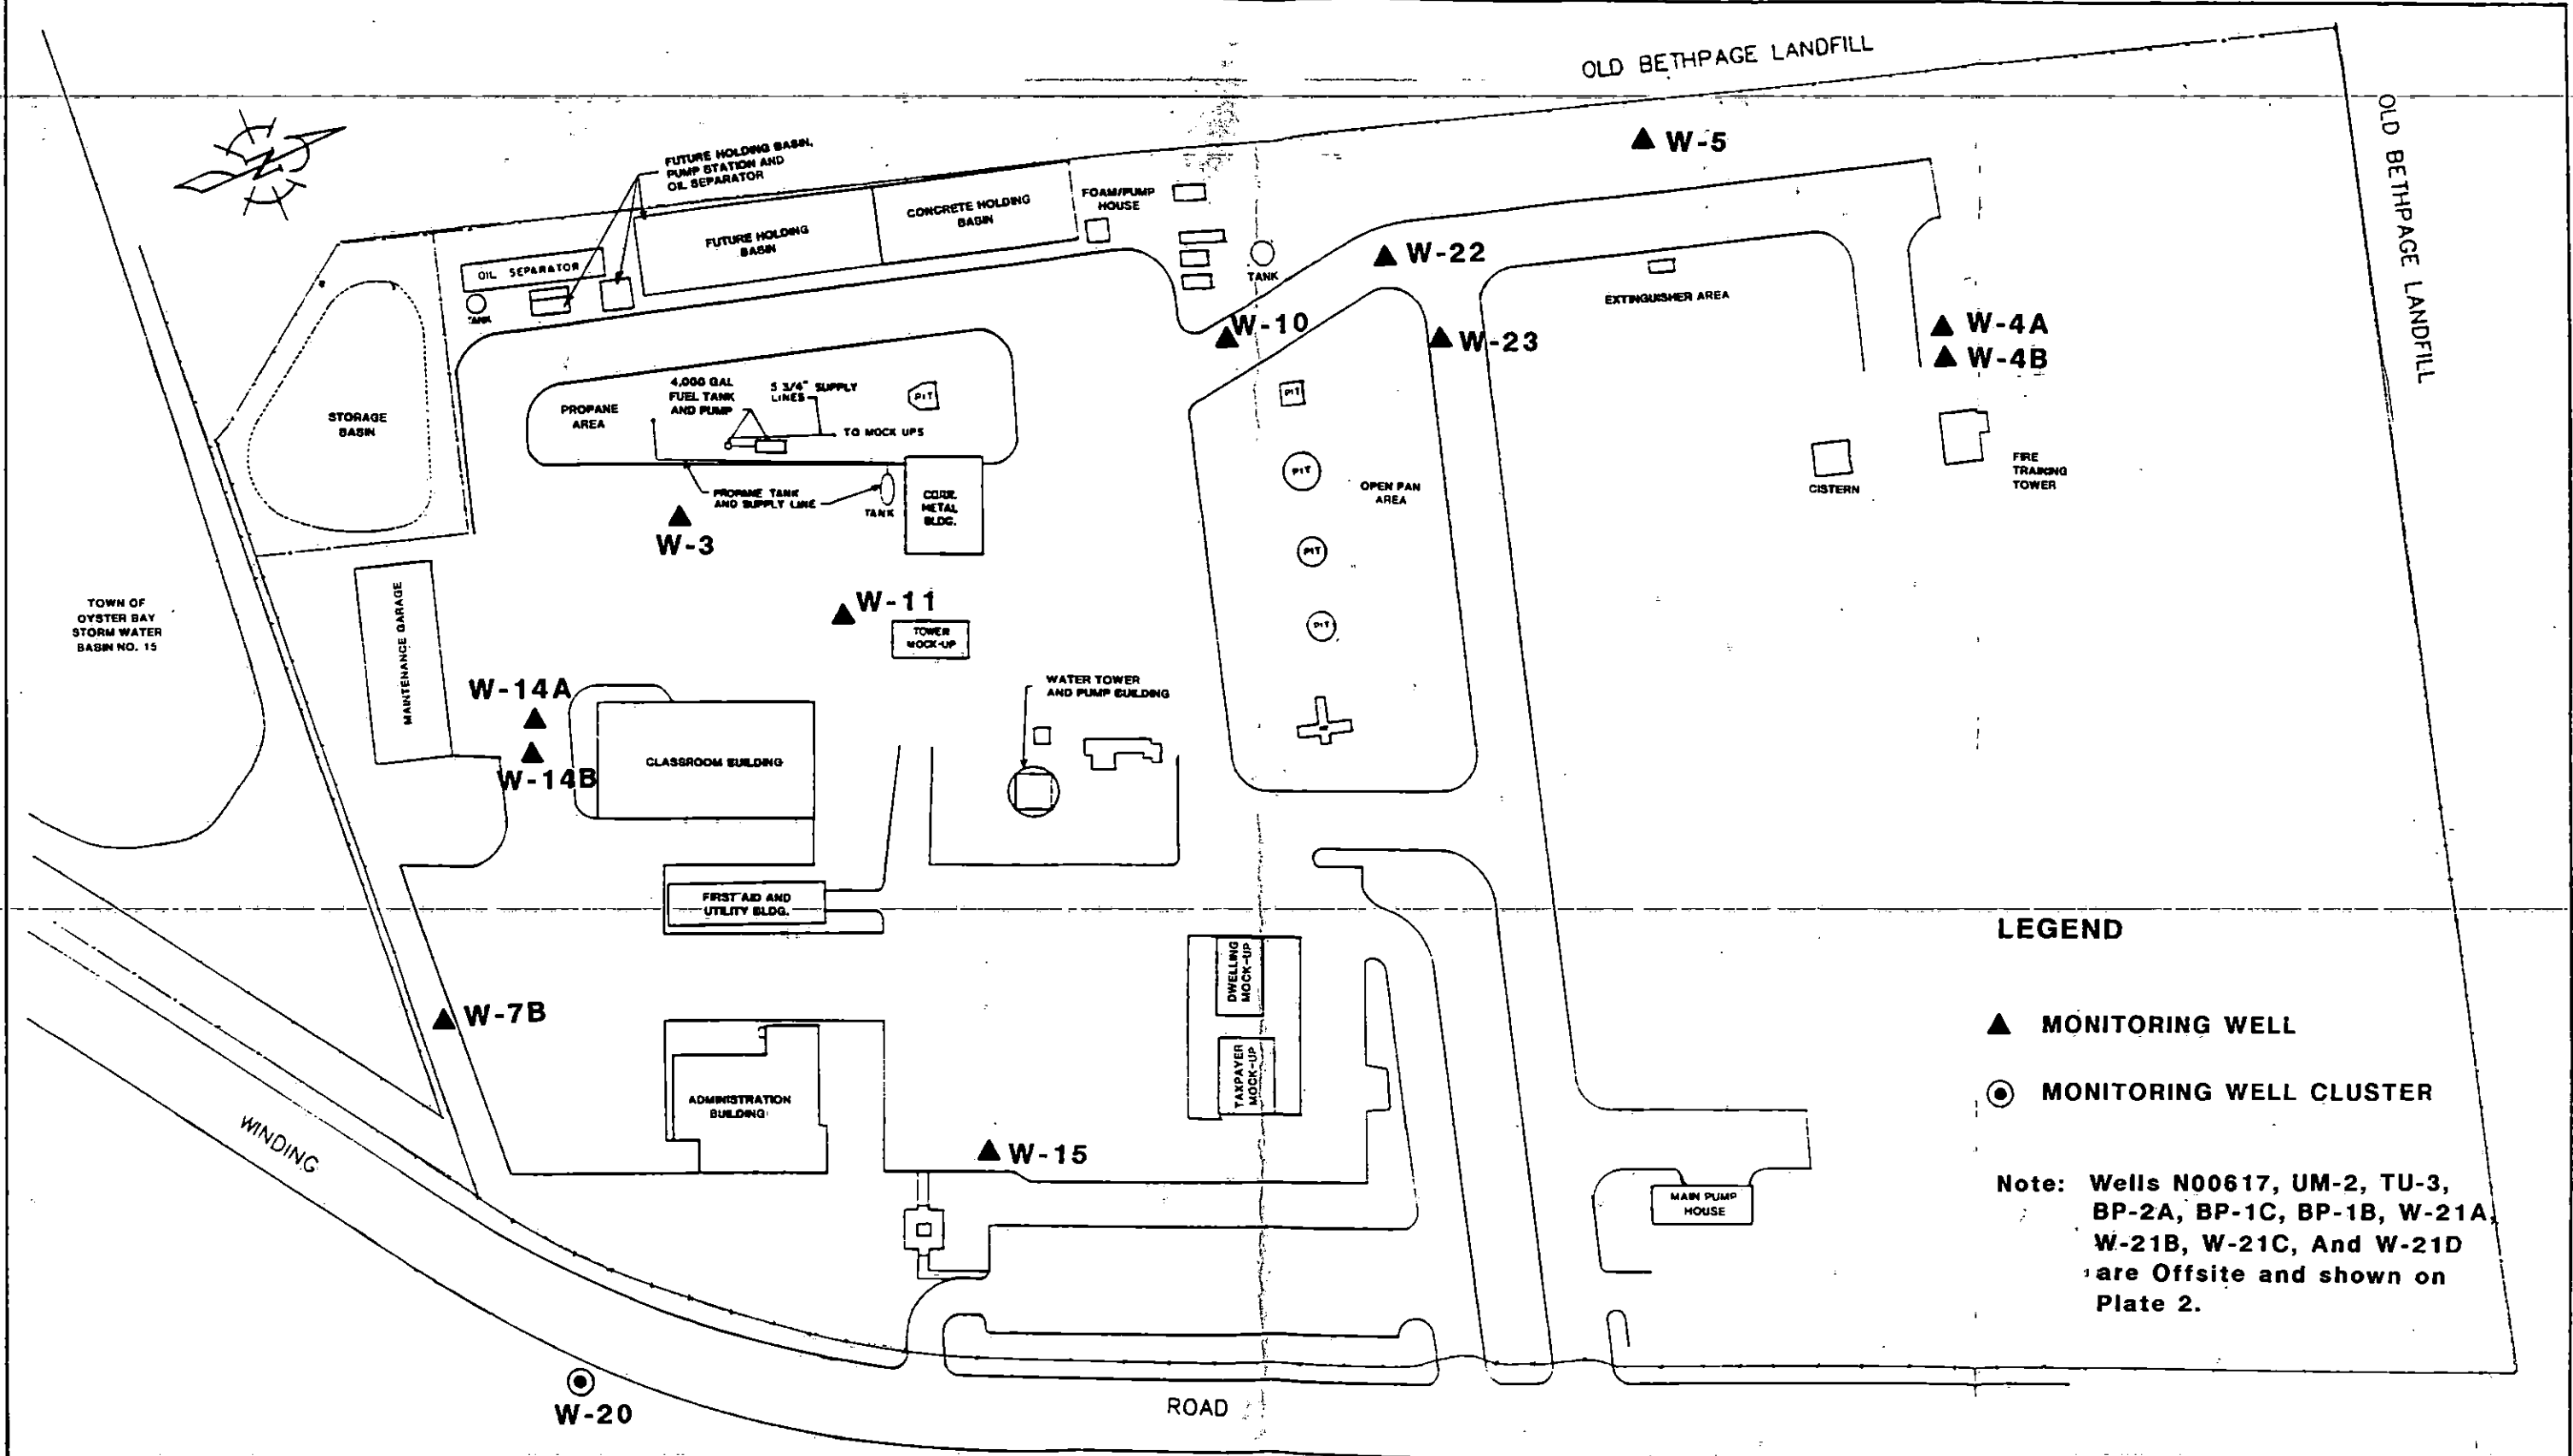 OLD BETHPAGE LANDFILL
OLD BETHPAGE LANDFILL
W-5
FUTURE HOLDING BASIN,
PUMP STATION AND
OIL SEPARATOR
FOAM/PUMP
HOUSE
CONCRETE HOLDING
BASIN
FUTURE HOLDING
BASIN
OIL SEPARATOR
TANK
TANK
W-22
EXTINGUISHER AREA
W-10
W-23
W-4A
W-4B
STORAGE
BASIN
PROPANE
AREA
4,000 GAL
FUEL TANK
AND PUMP
5 3/4" SUPPLY
LINES
TO MOCK UPS
PIT
PROPANE TANK
AND SUPPLY LINE
TANK
CORR.
METAL
BLDG.
W-3
PIT
PIT
PIT
PIT
OPEN PAN
AREA
CISTERN
FIRE
TRAINING
TOWER
TOWN OF
OYSTER BAY
STORM WATER
BASIN NO. 15
MAINTENANCE GARAGE
W-11
TOWER
MOCK-UP
W-14A
W-14B
CLASSROOM BUILDING
WATER TOWER
AND PUMP BUILDING
FIRST AID AND
UTILITY BLDG.
DWELLING
MOCK-UP
TAXPAYER
MOCK-UP
W-7B
ADMINISTRATION
BUILDING
W-15
MAIN PUMP
HOUSE
WINDING
ROAD
W-20
LEGEND
MONITORING WELL
MONITORING WELL CLUSTER
Note: Wells N00617, UM-2, TU-3,
BP-2A, BP-1C, BP-1B, W-21A,
W-21B, W-21C, And W-21D
are Offsite and shown on
Plate 2.